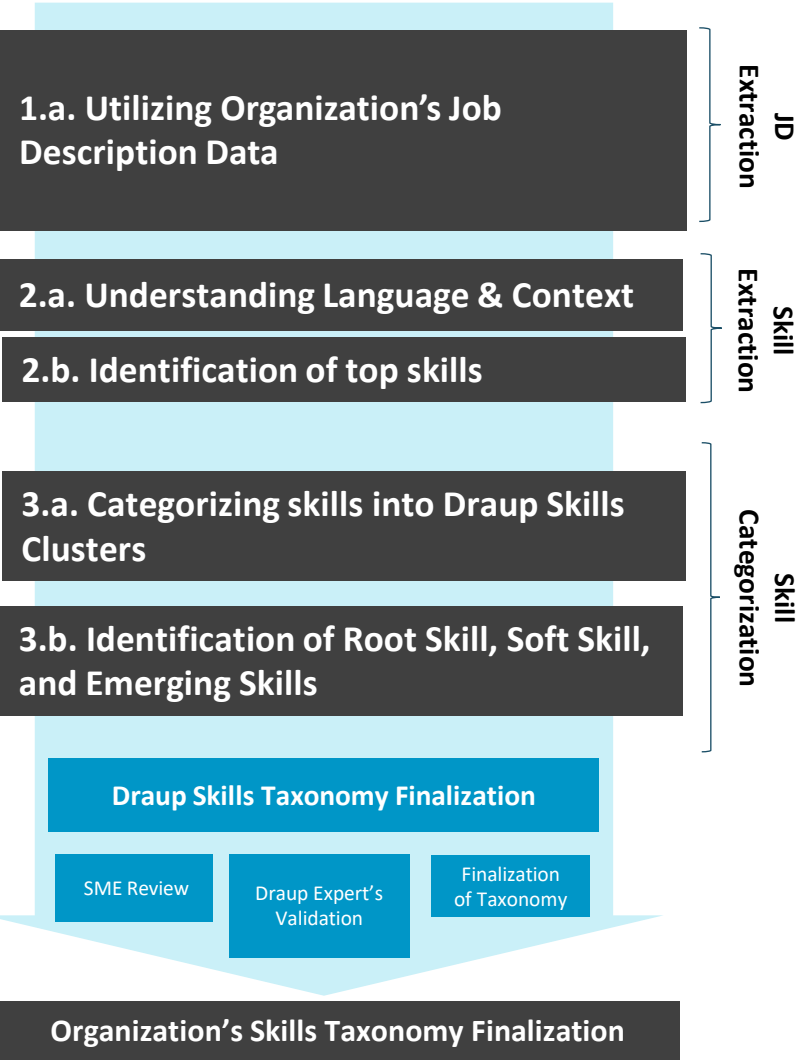 1.a. Utilizing Organization’s Job
Description Data
JD
Extraction
2.a. Understanding Language & Context
2.b. Identification of top skills
Skill
Extraction
3.a. Categorizing skills into Draup Skills
Clusters
3.b. Identification of Root Skill, Soft Skill,
and Emerging Skills
Skill
Categorization
Draup Skills Taxonomy Finalization
SME Review
Draup Expert’s
Validation
Finalization
of Taxonomy
Organization’s Skills Taxonomy Finalization